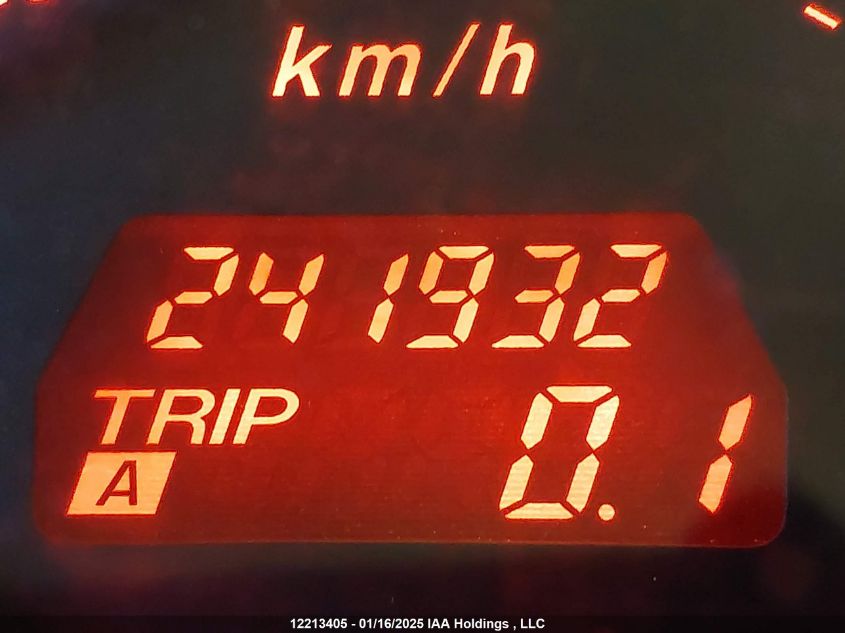 km/h
241932
TRIP
A 0.1
12213405 - 01/16/2025 IAA Holdings , LLC